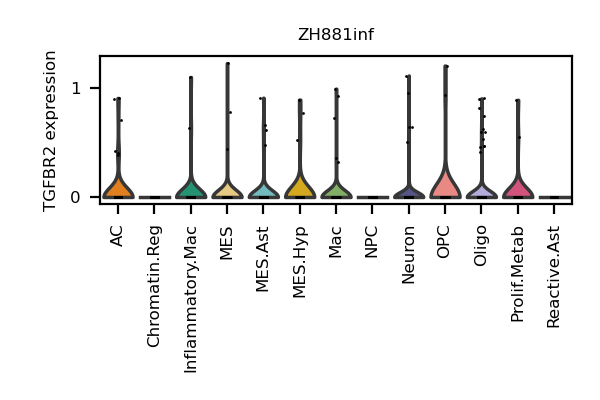 ZH881inf
TGFBR2 expression
1
0
AC
Chromatin.Reg
Inflammatory.Mac
MES
MES.Ast
MES.Hyp
Mac
NPC
Neuron
OPC
Oligo
Prolif.Metab
Reactive.Ast